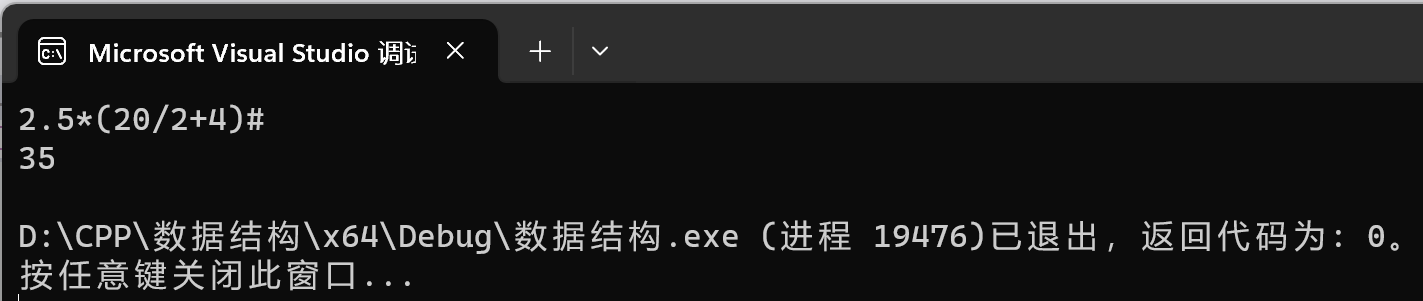 Microsoft Visual Studio 调试
2.5*(20/2+4)#
35
D:\CPP\数据结构\x64\Debug\数据结构.exe (进程 19476)已退出，返回代码为: 0。
按任意键关闭此窗口...